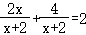 2x/(x+2) + 4/(x+2) = 2